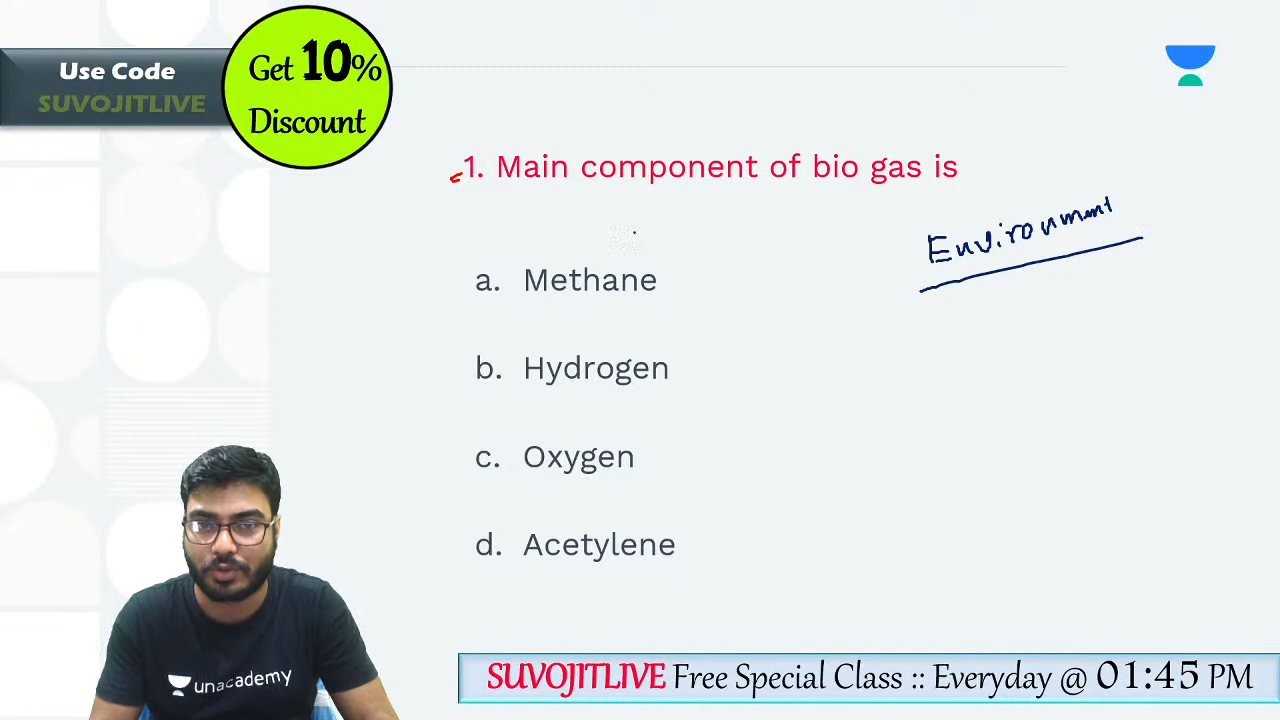 Use Code
SUVOJITLIVE
Get 10%
Discount
1. Main component of bio gas is
Environment
a. Methane
b. Hydrogen
c. Oxygen
d. Acetylene
unacademy
SUVOJITLIVE Free Special Class :: Everyday @ 01:45 PM